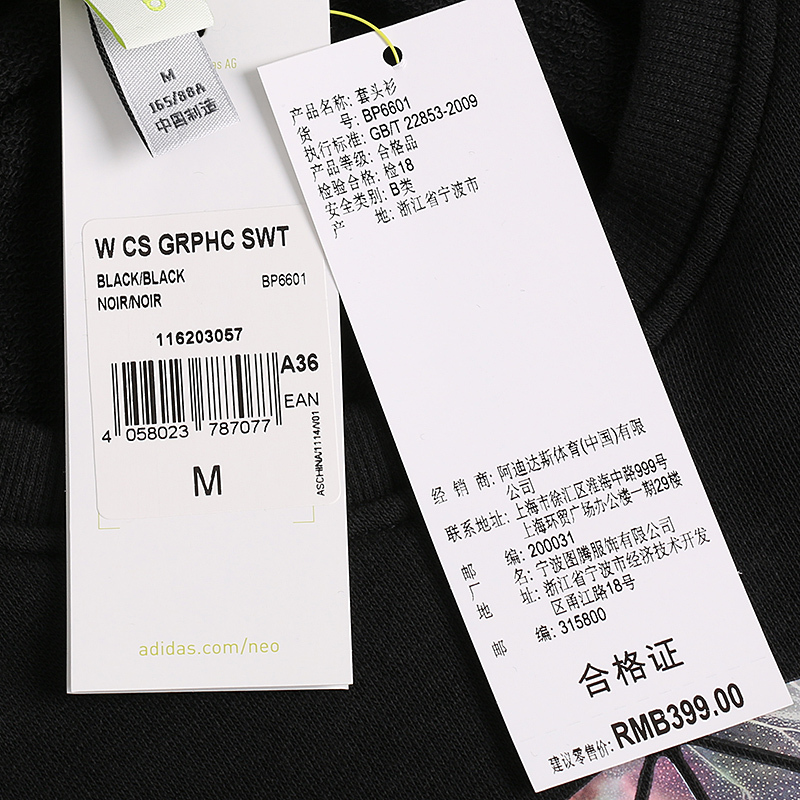 as AG
M
165/88A
中国制造
W CS GRPHC SWT
BLACK/BLACK BP6601
NOIR/NOIR
116203057
A36
EAN
4 058023 787077
M
ASCHINA/1114/V01
adidas.com/neo
产品名称: 套头衫
货 号: BP6601
执行标准: GB/T 22853-2009
产品等级: 合格品
检验合格: 检18
安全类别: B类
产 地: 浙江省宁波市
经 销 商: 阿迪达斯体育(中国)有限
公司
联系地址: 上海市徐汇区淮海中路999号
上海环贸广场办公楼一期29楼
邮 编: 200031
厂 名: 宁波图腾服饰有限公司
地 址: 浙江省宁波市经济技术开发
区甬江路18号
邮 编: 315800
合格证
建议零售价: RMB399.00